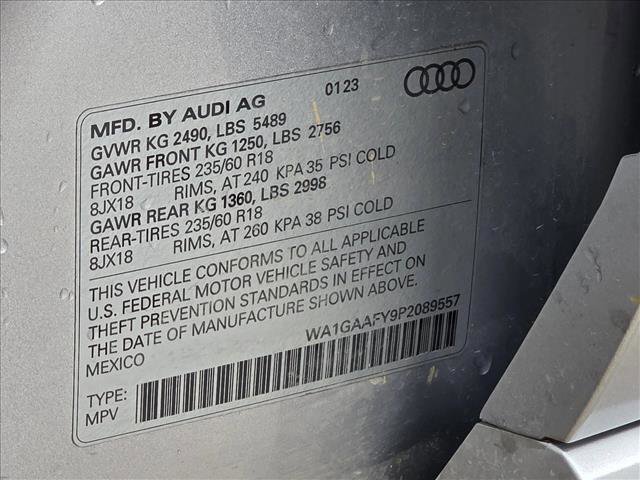 MFD. BY AUDI AG 01 23
GVWR KG 2490, LBS 5489
GAWR FRONT KG 1250, LBS 2756
FRONT-TIRES 235/60 R18
8JX18 RIMS, AT 240 KPA 35 PSI COLD
GAWR REAR KG 1360, LBS 2998
REAR-TIRES 235/60 R18
8JX18 RIMS, AT 260 KPA 38 PSI COLD
THIS VEHICLE CONFORMS TO ALL APPLICABLE
U.S. FEDERAL MOTOR VEHICLE SAFETY AND
THEFT PREVENTION STANDARDS IN EFFECT ON
THE DATE OF MANUFACTURE SHOWN ABOVE.
MEXICO WA1GAAFY9P2089557
TYPE:
MPV